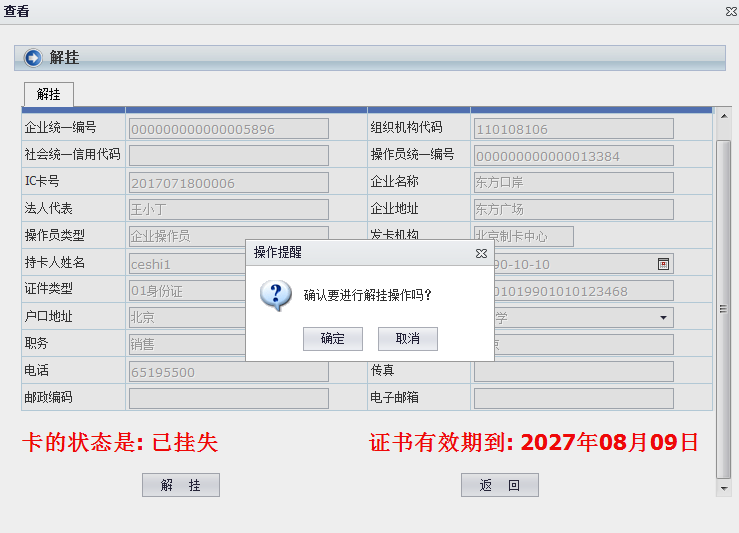 查看
解挂
解挂
企业统一编号 000000000000005896 组织机构代码 110108106
社会统一信用代码 操作员统一编号 000000000000013384
IC卡号 2017071800006 企业名称 东方口岸
法人代表 王小丁 企业地址 东方广场
操作员类型 企业操作员 发卡机构 北京制卡中心
操作提醒
持卡人姓名 ceshi1 90-10-10
证件类型 01身份证 01019901010123468
确认要进行解挂操作吗?
户口地址 北京 学
确定 取消
职务 销售
电话 65195500 传真
邮政编码 电子邮箱
卡的状态是: 已挂失 证书有效期到: 2027年08月09日
解 挂 返 回